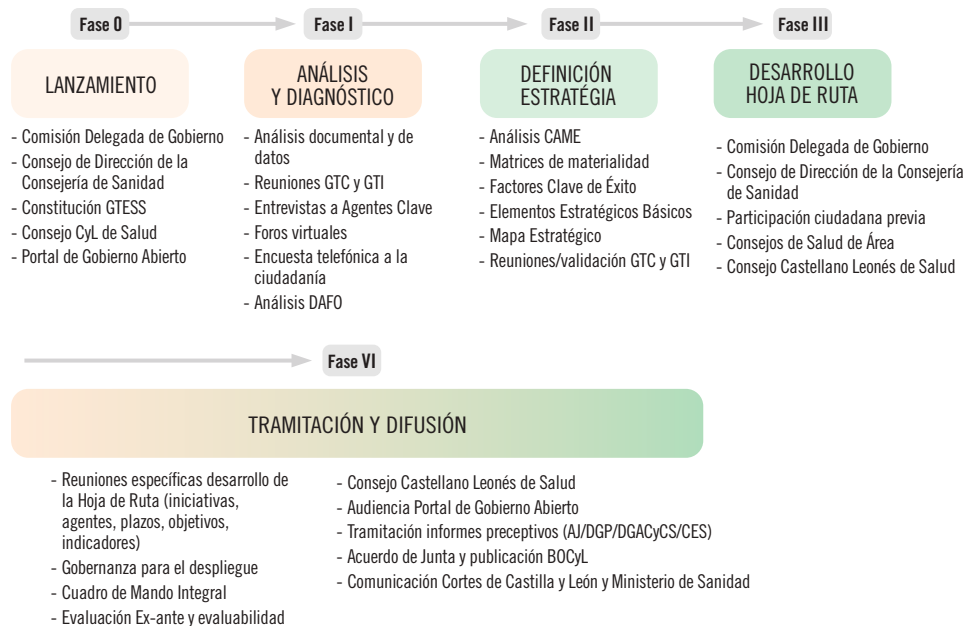 Fase 0
Fase I
Fase II
Fase III
LANZAMIENTO
- Comisión Delegada de Gobierno
- Consejo de Dirección de la
Consejería de Sanidad
- Constitución GTESS
- Consejo CyL de Salud
- Portal de Gobierno Abierto
ANÁLISIS
Y DIAGNÓSTICO
- Análisis documental y de
datos
- Reuniones GTC y GTI
- Entrevistas a Agentes Clave
- Foros virtuales
- Encuesta telefónica a la
ciudadanía
- Análisis DAFO
DEFINICIÓN
ESTRATÉGIA
- Análisis CAME
- Matrices de materialidad
- Factores Clave de Éxito
- Elementos Estratégicos Básicos
- Mapa Estratégico
- Reuniones/validación GTC y GTI
DESARROLLO
HOJA DE RUTA
- Comisión Delegada de Gobierno
- Consejo de Dirección de la Consejería
de Sanidad
- Participación ciudadana previa
- Consejos de Salud de Área
- Consejo Castellano Leonés de Salud
Fase VI
TRAMITACIÓN Y DIFUSIÓN
- Reuniones específicas desarrollo de
la Hoja de Ruta (iniciativas,
agentes, plazos, objetivos,
indicadores)
- Gobernanza para el despliegue
- Cuadro de Mando Integral
- Evaluación Ex-ante y evaluabilidad
- Consejo Castellano Leonés de Salud
- Audiencia Portal de Gobierno Abierto
- Tramitación informes preceptivos (AJ/DGP/DGACyCS/CES)
- Acuerdo de Junta y publicación BOCyL
- Comunicación Cortes de Castilla y León y Ministerio de Sanidad